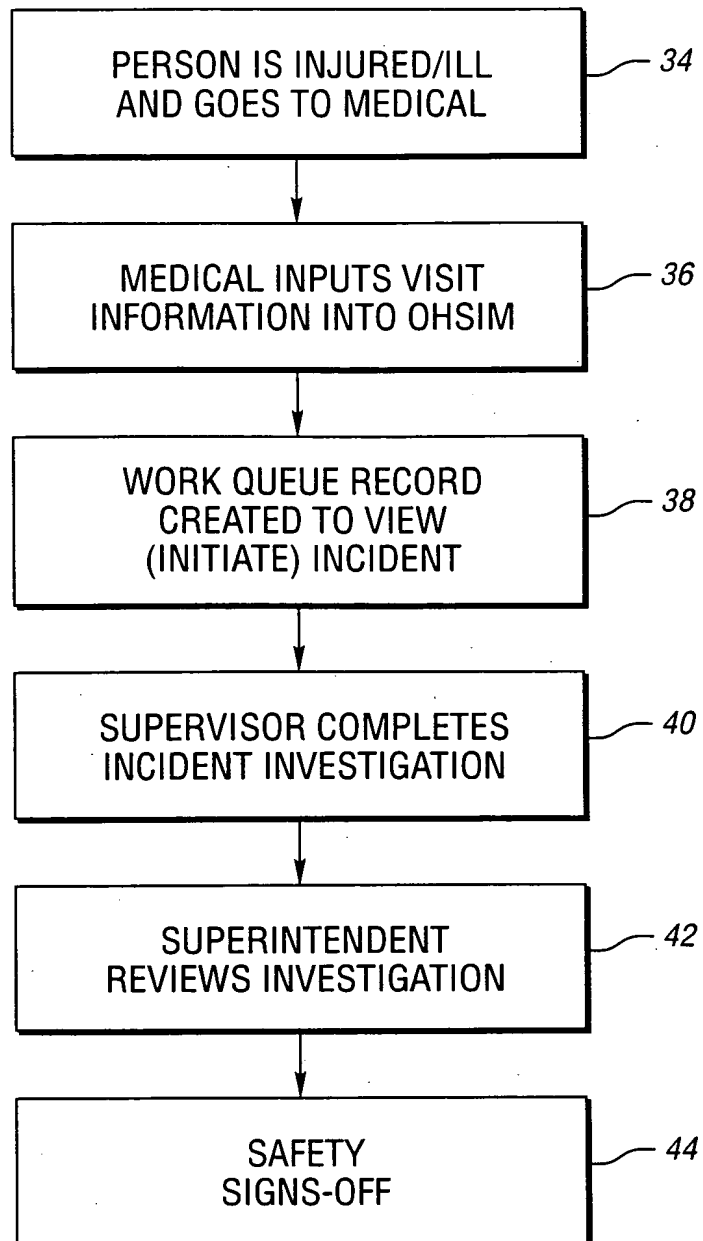 PERSON IS INJURED/ILL
AND GOES TO MEDICAL
34
MEDICAL INPUTS VISIT
INFORMATION INTO OHSIM
36
WORK QUEUE RECORD
CREATED TO VIEW
(INITIATE) INCIDENT
38
SUPERVISOR COMPLETES
INCIDENT INVESTIGATION
40
SUPERINTENDENT
REVIEWS INVESTIGATION
42
SAFETY
SIGNS-OFF
44